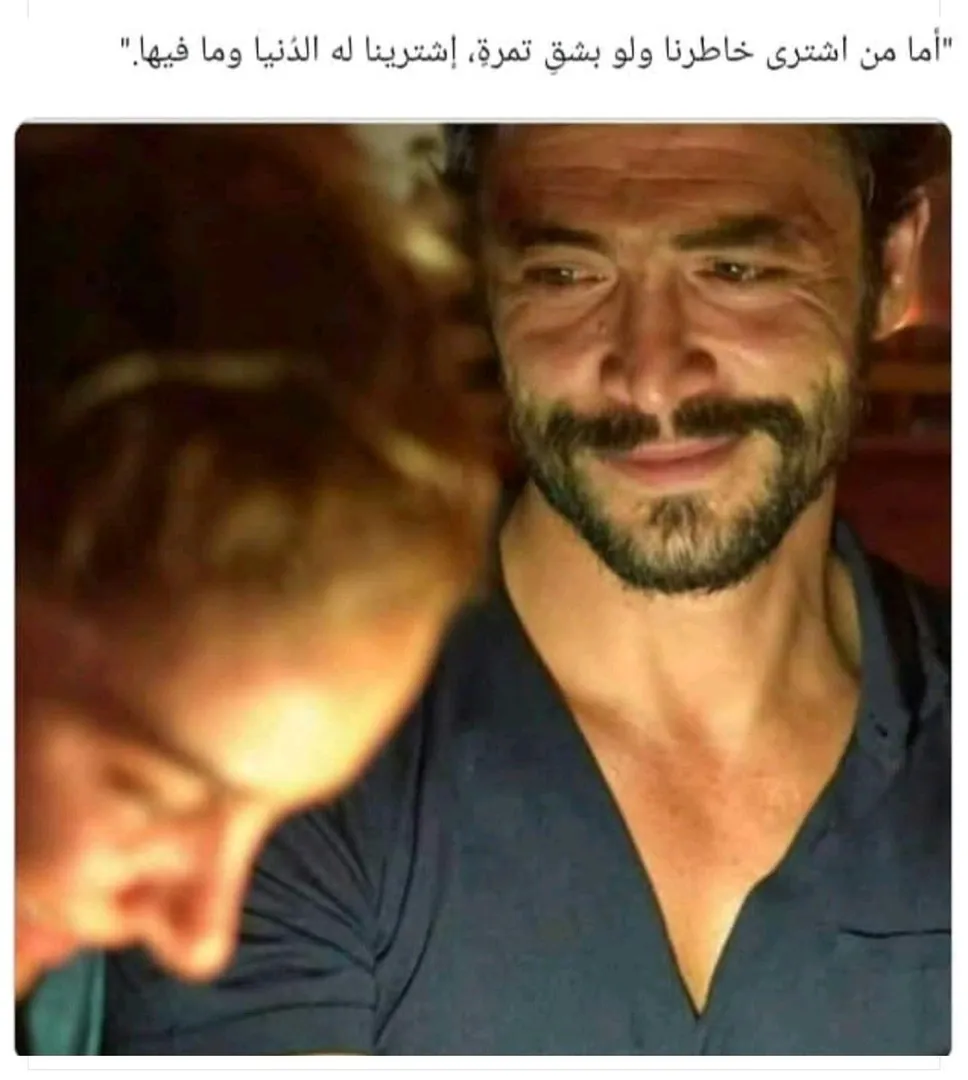 "أما من اشترى خاطرنا ولو بشقِ تمرةٍ، إشترينا له الدُنيا وما فيها."